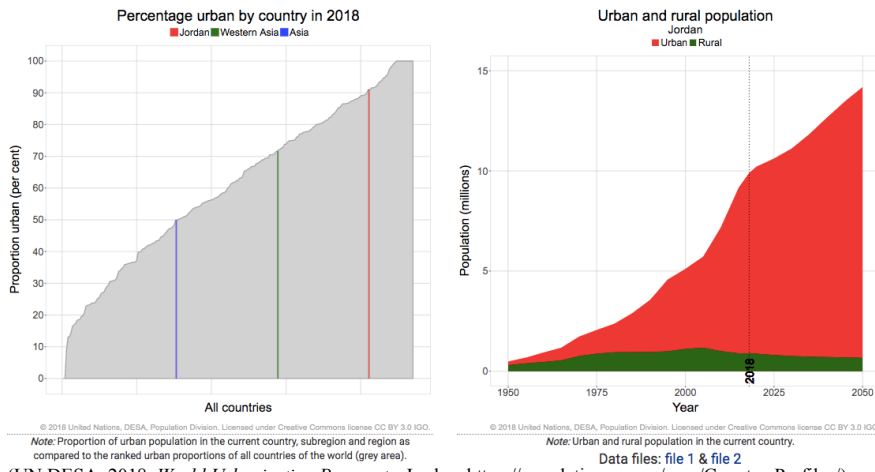 Percentage urban by country in 2018
Jordan Western Asia Asia
100
90
80
70
60
50
40
30
20
10
0
Proportion urban (per cent)
All countries
© 2018 United Nations, DESA, Population Division. Licensed under Creative Commons license CC BY 3.0 IGO.
Note: Proportion of urban population in the current country, subregion and region as
compared to the ranked urban proportions of all countries of the world (grey area).
Urban and rural population
Jordan
Urban Rural
15
10
5
0
Population (millions)
2018
1950 1975 2000 2025 2050
Year
© 2018 United Nations, DESA, Population Division. Licensed under Creative Commons license CC BY 3.0 IGO.
Note: Urban and rural population in the current country.
Data files: file 1 & file 2